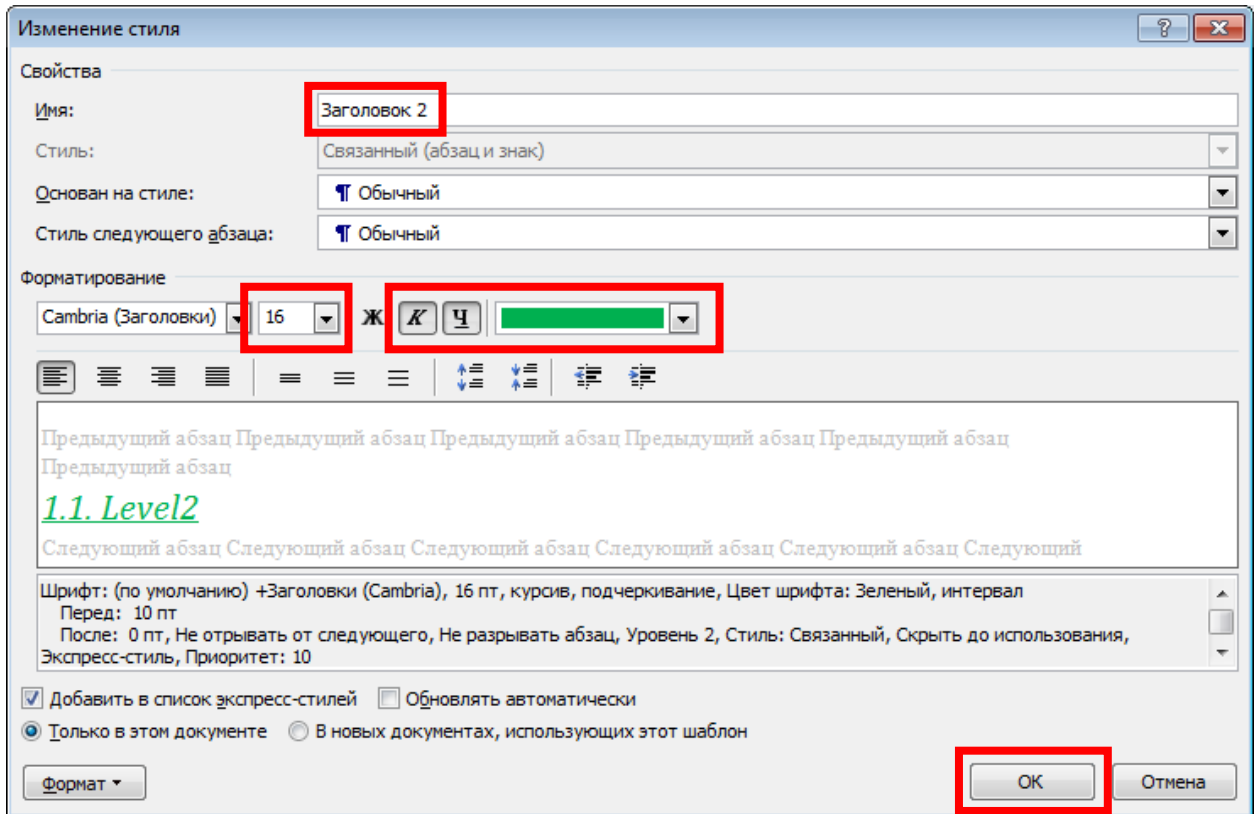 Изменение стиля
Свойства
Имя: Заголовок 2
Стиль: Связанный (абзац и знак)
Основан на стиле: ¶ Обычный
Стиль следующего абзаца: ¶ Обычный
Форматирование
Cambria (Заголовки) 16 Ж К Ч
Предыдущий абзац Предыдущий абзац Предыдущий абзац Предыдущий абзац Предыдущий абзац
Предыдущий абзац
1.1. Level2
Следующий абзац Следующий абзац Следующий абзац Следующий абзац Следующий абзац Следующий
Шрифт: (по умолчанию) +Заголовки (Cambria), 16 пт, курсив, подчеркивание, Цвет шрифта: Зеленый, интервал
Перед: 10 пт
После: 0 пт, Не отрывать от следующего, Не разрывать абзац, Уровень 2, Стиль: Связанный, Скрыть до использования,
Экспресс-стиль, Приоритет: 10
Добавить в список экспресс-стилей Обновлять автоматически
Только в этом документе В новых документах, использующих этот шаблон
Формат ОК Отмена